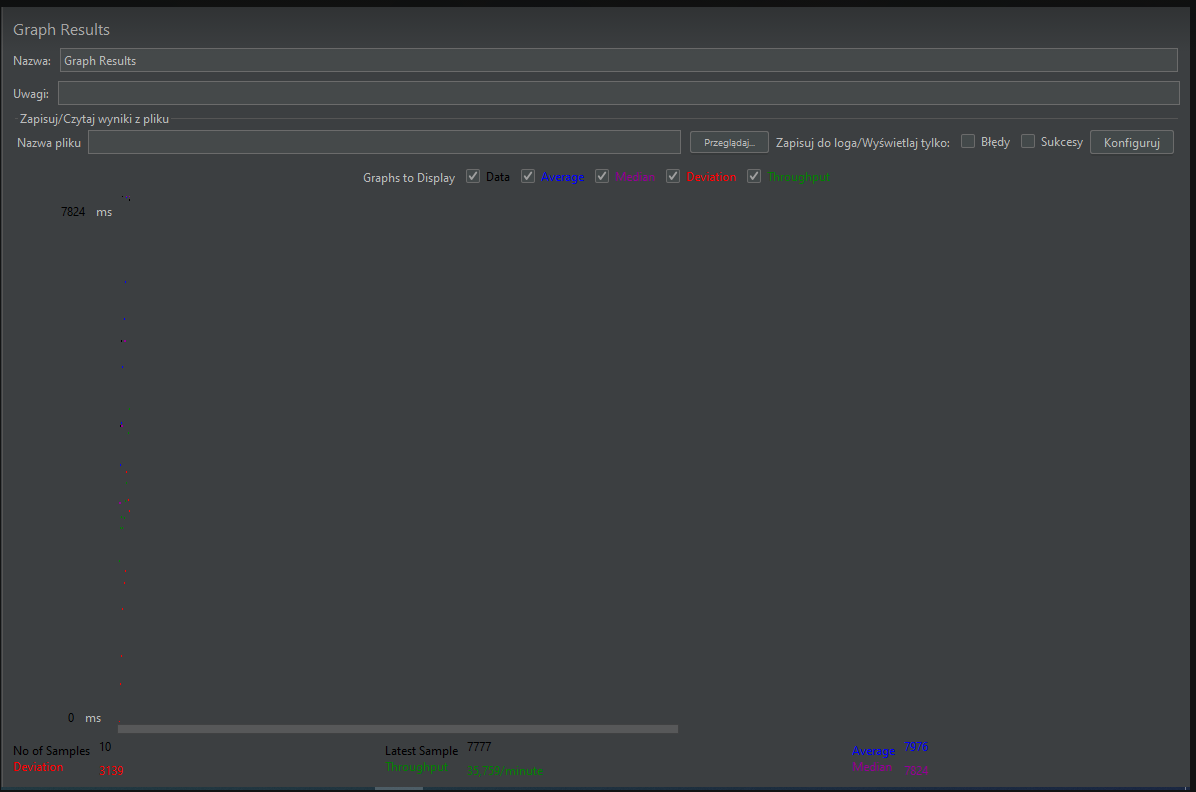 Graph Results
Nazwa: Graph Results
Uwagi:
Zapisuj/Czytaj wyniki z pliku
Nazwa pliku Przeglądaj... Zapisuj do loga/Wyświetlaj tylko: Błędy Sukcesy Konfiguruj
Graphs to Display Data Average Median Deviation Throughput
7824 ms
0 ms
No of Samples 10 Latest Sample 7777 Average 7976
Deviation 3139 Throughput 35,759/minute Median 7824